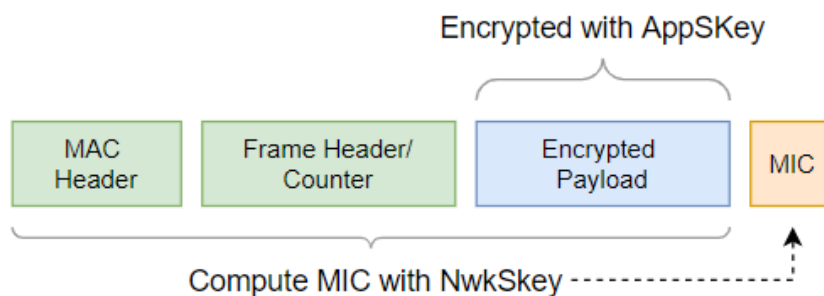 Encrypted with AppSKey
MAC
Header
Frame Header/
Counter
Encrypted
Payload
MIC
Compute MIC with NwkSkey